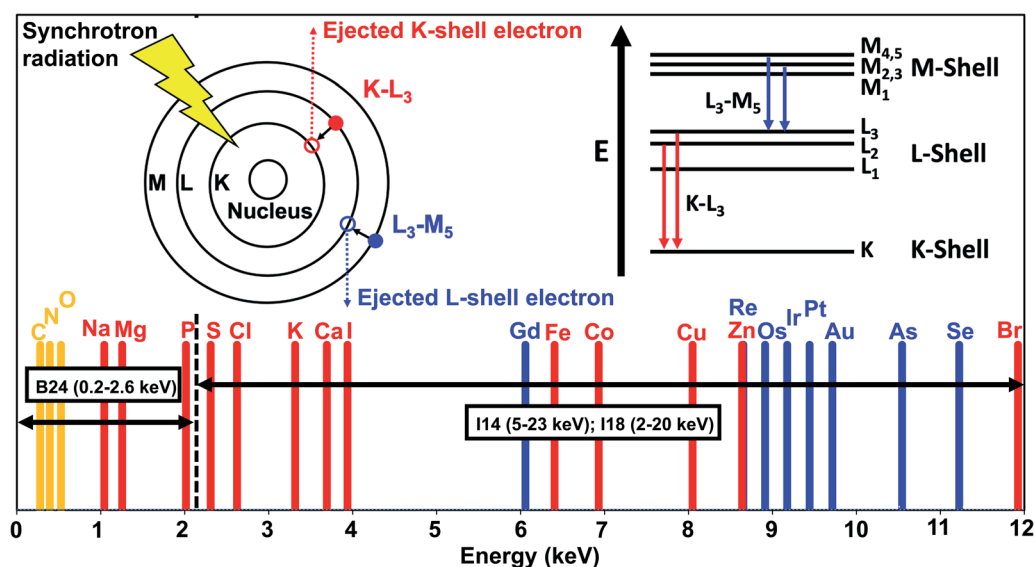 Synchrotron
radiation
Ejected K-shell electron
K-L3
M L K
Nucleus
L3-M5
Ejected L-shell electron
E
M4,5
M2,3
M1
M-Shell
L3-M5
L3
L2
L1
L-Shell
K-L3
K
K-Shell
C N O Na Mg P S Cl K Ca I Gd Fe Co Cu Re Zn Os Ir Pt Au As Se Br
B24 (0.2-2.6 keV)
I14 (5-23 keV); I18 (2-20 keV)
0 1 2 3 4 5 6 7 8 9 10 11 12
Energy (keV)